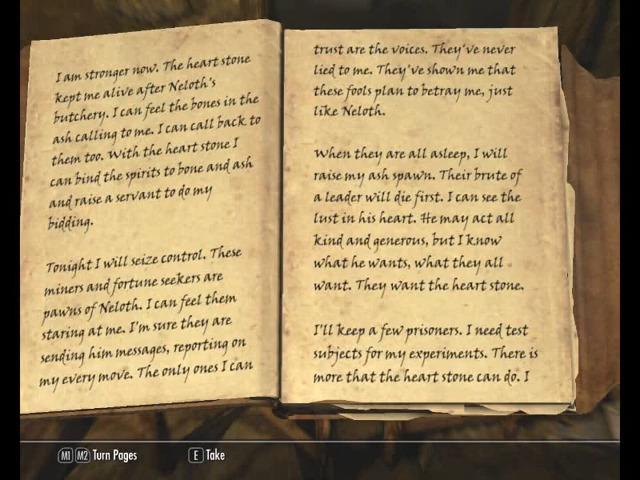 I am stronger now. The heart stone
kept me alive after Neloth's
butchery. I can feel the bones in the
ash calling to me. I can call back to
them too. With the heart stone I
can bind the spirits to bone and ash
and raise a servant to do my
bidding.
Tonight I will seize control. These
miners and fortune seekers are
pawns of Neloth. I can feel them
staring at me. I'm sure they are
sending him messages, reporting on
my every move. The only ones I can
trust are the voices. They've never
lied to me. They've shown me that
these fools plan to betray me, just
like Neloth.
When they are all asleep, I will
raise my ash spawn. Their brute of
a leader will die first. I can see the
lust in his heart. He may act all
kind and generous, but I know
what he wants, what they all
want. They want the heart stone.
I'll keep a few prisoners. I need test
subjects for my experiments. There is
more that the heart stone can do. I
M1 M2 Turn Pages E Take